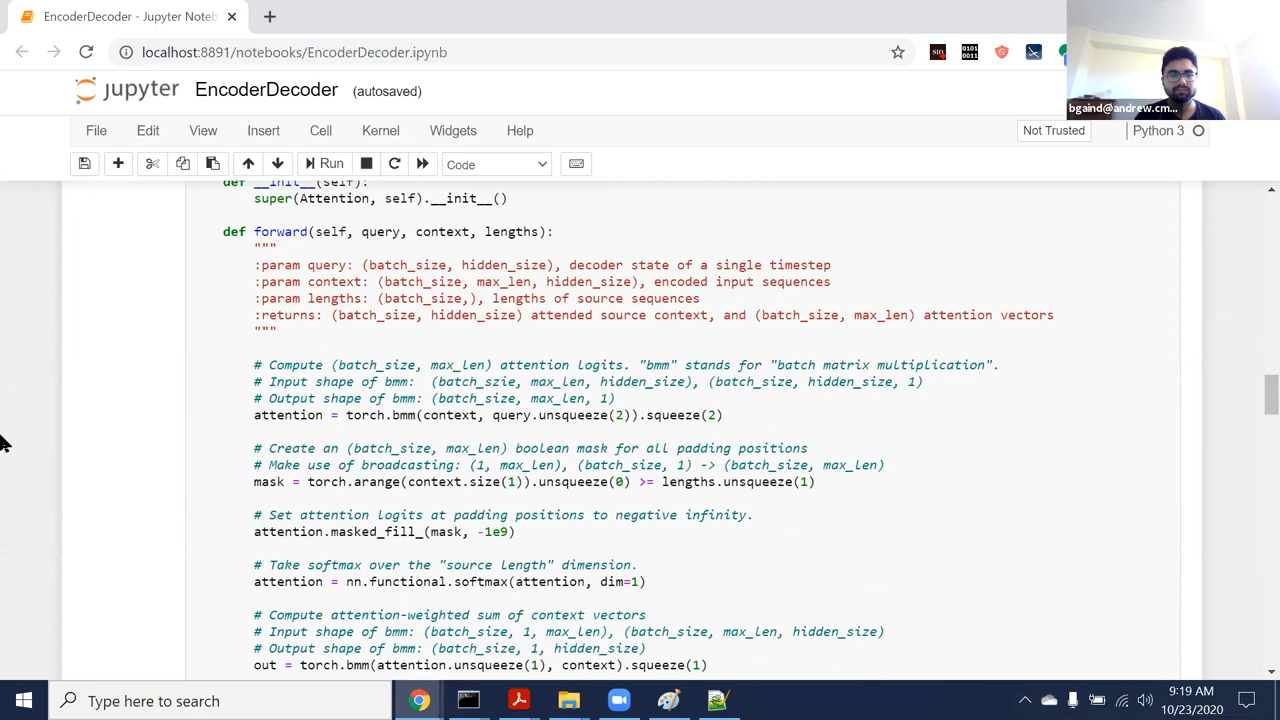 EncoderDecoder - Jupyter Noteb
localhost:8891/notebooks/EncoderDecoder.ipynb
jupyter EncoderDecoder (autosaved)
bgaind@andrew.cm...
File Edit View Insert Cell Kernel Widgets Help
Not Trusted Python 3
Run Code
def __init__(self):
super(Attention, self).__init__()
def forward(self, query, context, lengths):
"""
:param query: (batch_size, hidden_size), decoder state of a single timestep
:param context: (batch_size, max_len, hidden_size), encoded input sequences
:param lengths: (batch_size,), lengths of source sequences
:returns: (batch_size, hidden_size) attended source context, and (batch_size, max_len) attention vectors
"""
# Compute (batch_size, max_len) attention logits. "bmm" stands for "batch matrix multiplication".
# Input shape of bmm:  (batch_szie, max_len, hidden_size), (batch_size, hidden_size, 1)
# Output shape of bmm: (batch_size, max_len, 1)
attention = torch.bmm(context, query.unsqueeze(2)).squeeze(2)
# Create an (batch_size, max_len) boolean mask for all padding positions
# Make use of broadcasting: (1, max_len), (batch_size, 1) -> (batch_size, max_len)
mask = torch.arange(context.size(1)).unsqueeze(0) >= lengths.unsqueeze(1)
# Set attention logits at padding positions to negative infinity.
attention.masked_fill_(mask, -1e9)
# Take softmax over the "source length" dimension.
attention = nn.functional.softmax(attention, dim=1)
# Compute attention-weighted sum of context vectors
# Input shape of bmm: (batch_size, 1, max_len), (batch_size, max_len, hidden_size)
# Output shape of bmm: (batch_size, 1, hidden_size)
out = torch.bmm(attention.unsqueeze(1), context).squeeze(1)
Type here to search
9:19 AM
10/23/2020